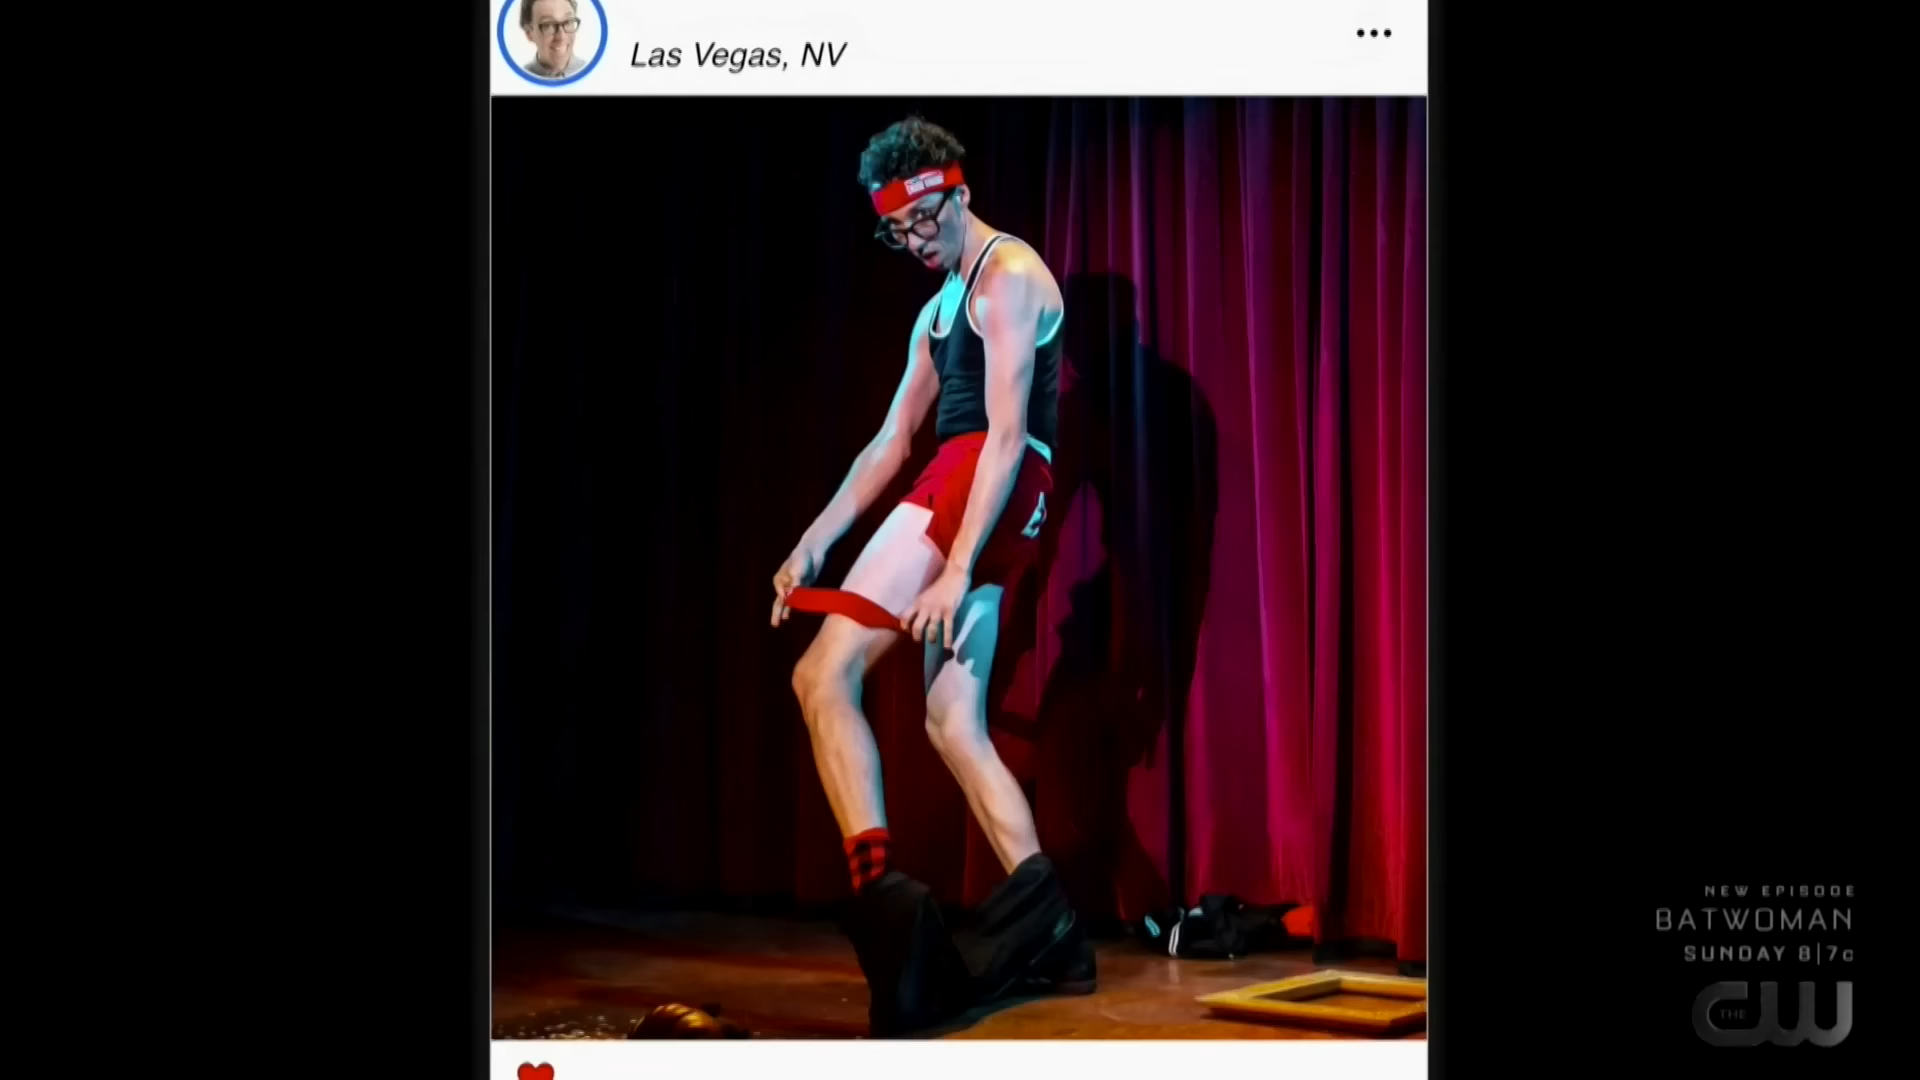 Las Vegas, NV
NEW EPISODE
BATWOMAN
SUNDAY 8|7c
THE CW